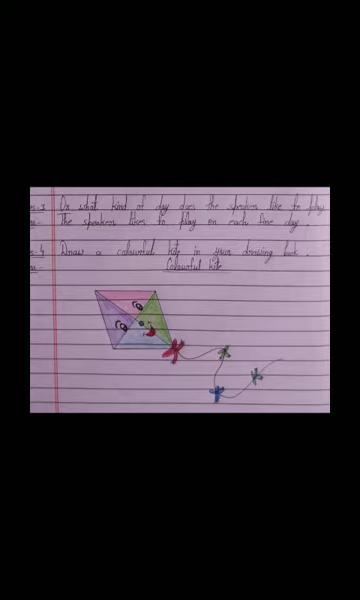 On what kind of day does the speaker like to play
The speaker likes to play on each fine day.
Draw a colourful kite in your drawing book.
Colourful kite